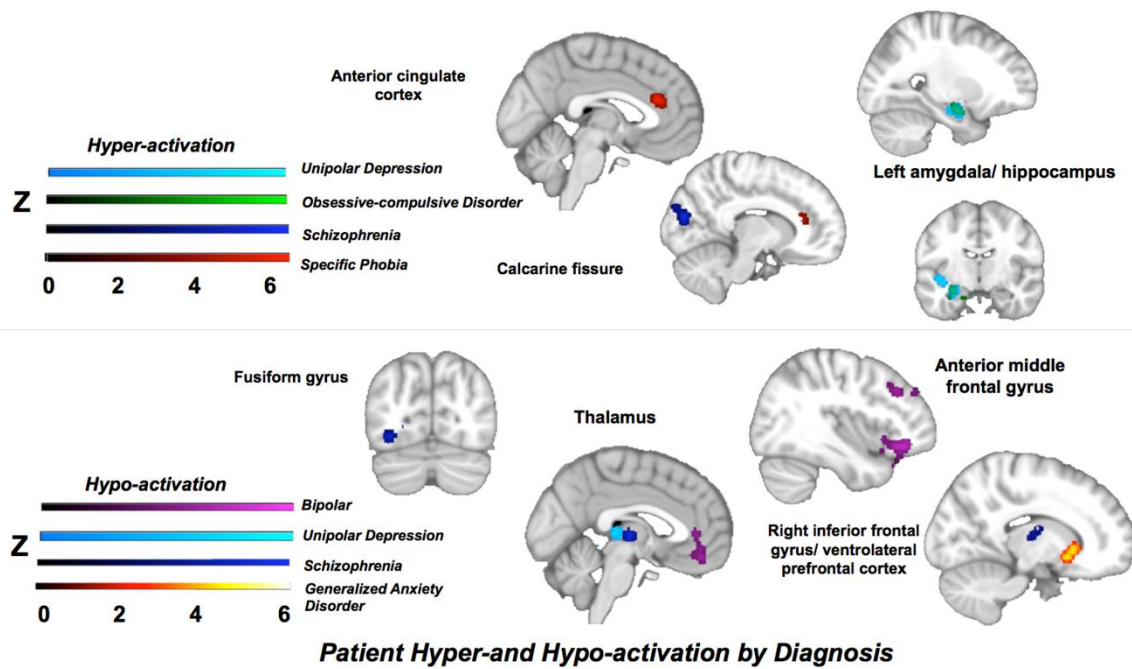 Anterior cingulate
cortex
Hyper-activation
Z
Unipolar Depression
Obsessive-compulsive Disorder
Schizophrenia
Specific Phobia
0 2 4 6
Left amygdala/ hippocampus
Calcarine fissure
Fusiform gyrus
Thalamus
Anterior middle
frontal gyrus
Hypo-activation
Z
Bipolar
Unipolar Depression
Schizophrenia
Generalized Anxiety
Disorder
0 2 4 6
Right inferior frontal
gyrus/ ventrolateral
prefrontal cortex
Patient Hyper-and Hypo-activation by Diagnosis